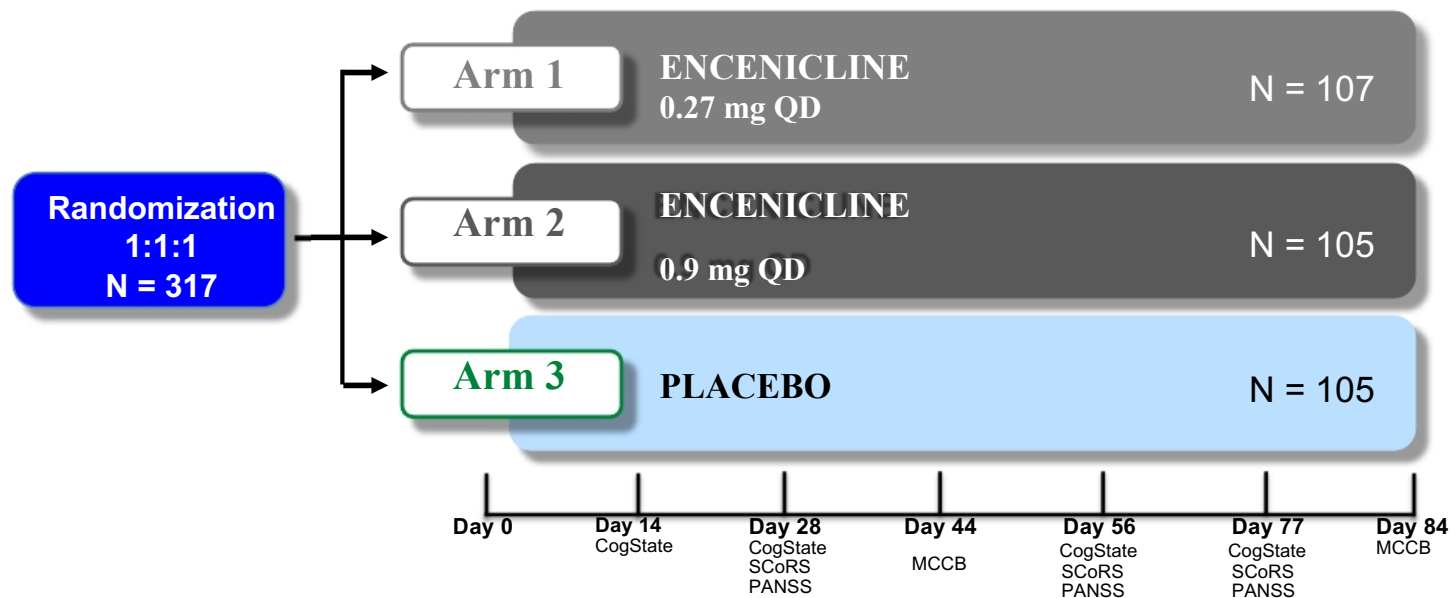 Randomization
1:1:1
N = 317
Arm 1
ENCENICLINE
0.27 mg QD
N = 107
Arm 2
ENCENICLINE
0.9 mg QD
N = 105
Arm 3
PLACEBO
N = 105
Day 0
Day 14
CogState
Day 28
CogState
SCoRS
PANSS
Day 44
MCCB
Day 56
CogState
SCoRS
PANSS
Day 77
CogState
SCoRS
PANSS
Day 84
MCCB